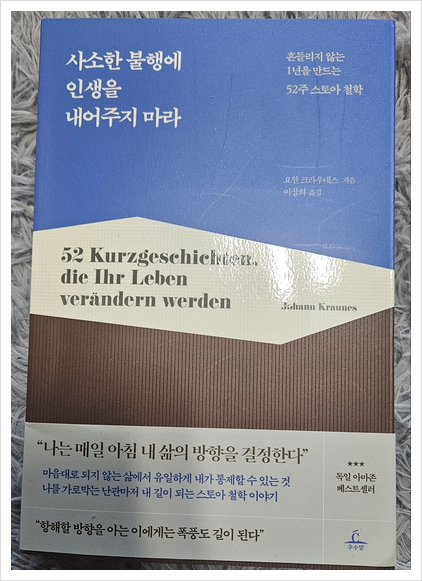 사소한 불행에
인생을
내어주지 마라
흔들리지 않는
1년을 만드는
52주 스토아 철학
요한 크라우네스 지음
이상희 옮김
52 Kurzgeschichten,
die Ihr Leben
verändern werden
Johann Kraunes
“나는 매일 아침 내 삶의 방향을 결정한다”
마음대로 되지 않는 삶에서 유일하게 내가 통제할 수 있는 것
나를 가로막는 난관마저 내 길이 되는 스토아 철학 이야기
★★★
독일 아마존
베스트셀러
“항해할 방향을 아는 이에게는 폭풍도 길이 된다”
추수밭